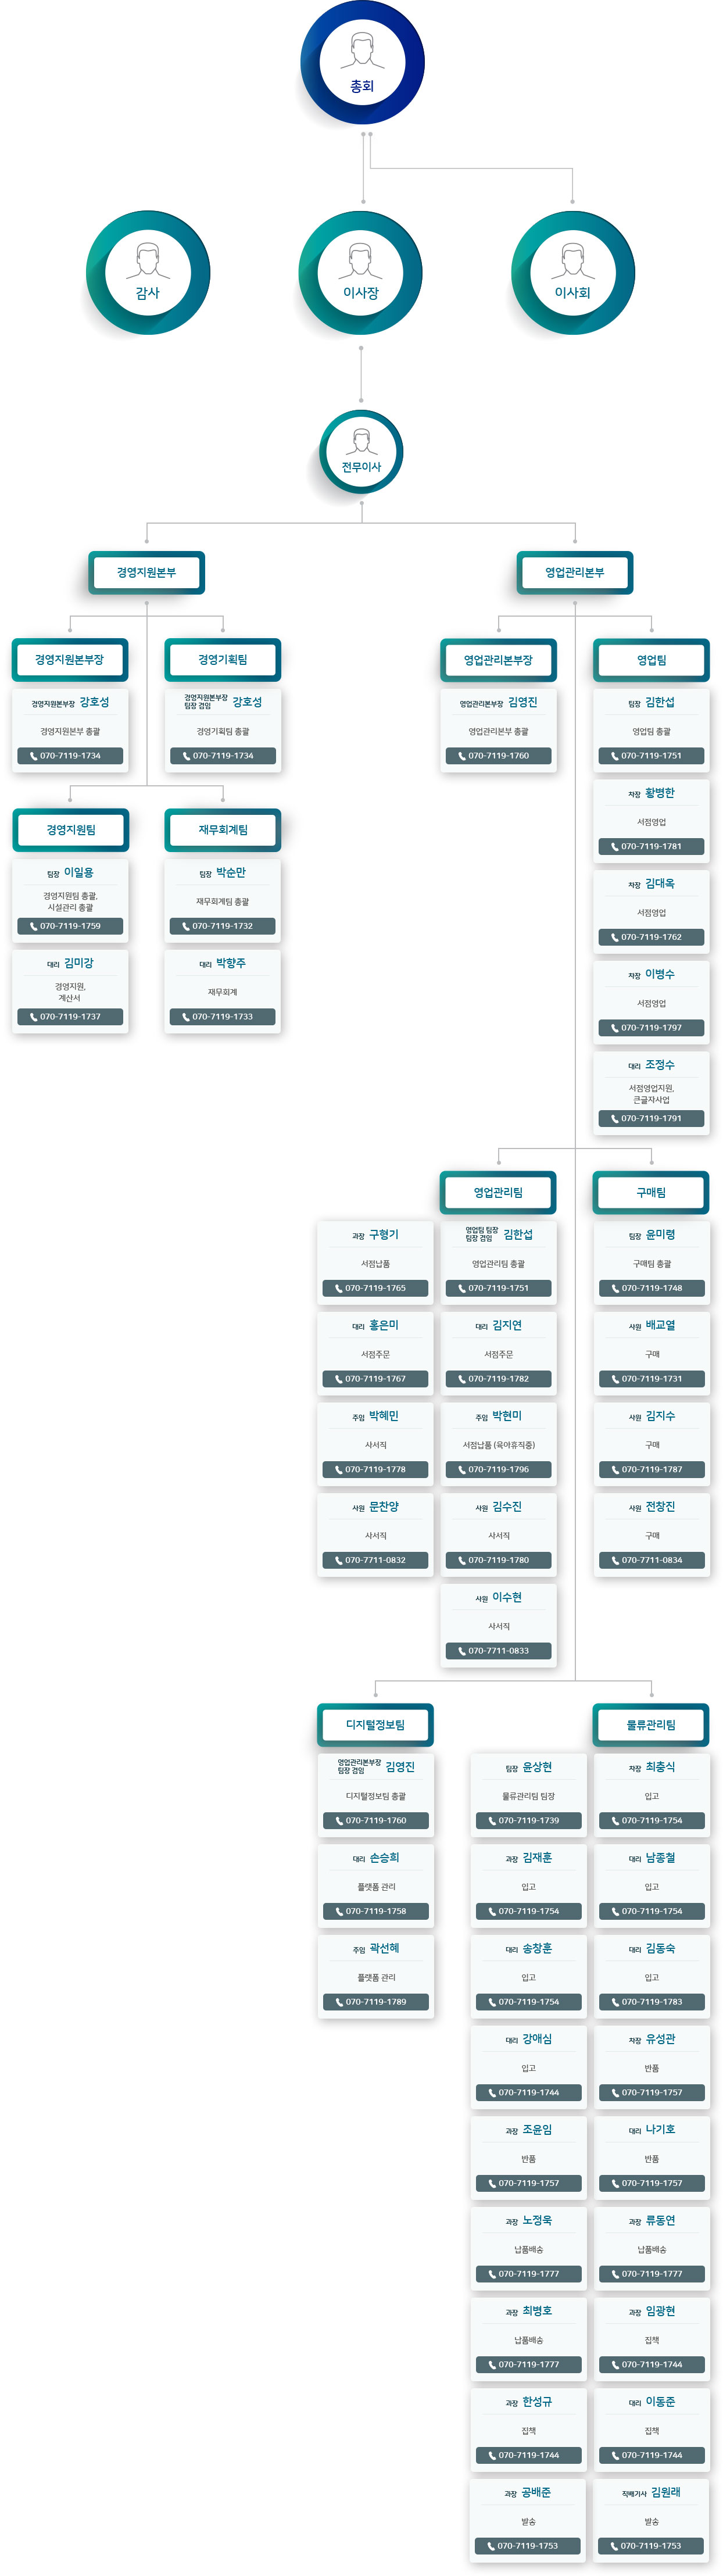 총회
감사
이사장
이사회
전무이사
경영지원본부
영업관리본부
경영지원본부장
경영지원본부장 강호성
경영지원본부 총괄
070-7119-1734
경영기획팀
경영지원본부장
팀장 겸임 강호성
경영기획팀 총괄
070-7119-1734
경영지원팀
팀장 이일용
경영지원팀 총괄,
시설관리 총괄
070-7119-1759
대리 김미강
경영지원,
계산서
070-7119-1737
재무회계팀
팀장 박순만
재무회계팀 총괄
070-7119-1732
대리 박향주
재무회계
070-7119-1733
영업관리본부장
영업관리본부장 김영진
영업관리본부 총괄
070-7119-1760
영업팀
팀장 김한섭
영업팀 총괄
070-7119-1751
차장 황병한
서점영업
070-7119-1781
차장 김대옥
서점영업
070-7119-1762
차장 이병수
서점영업
070-7119-1797
대리 조정수
서점영업지원,
큰글자사업
070-7119-1791
영업관리팀
과장 구형기
서점납품
070-7119-1765
영업팀 팀장
팀장 겸임 김한섭
영업관리팀 총괄
070-7119-1751
대리 홍은미
서점주문
070-7119-1767
대리 김지연
서점주문
070-7119-1782
주임 박혜민
사서직
070-7119-1778
주임 박현미
서점납품 (육아휴직중)
070-7119-1796
사원 문찬양
사서직
070-7711-0832
사원 김수진
사서직
070-7119-1780
사원 이수현
사서직
070-7711-0833
구매팀
팀장 윤미령
구매팀 총괄
070-7119-1748
사원 배교열
구매
070-7119-1731
사원 김지수
구매
070-7119-1787
사원 전창진
구매
070-7711-0834
디지털정보팀
영업관리본부장
팀장 겸임 김영진
디지털정보팀 총괄
070-7119-1760
대리 손승희
플랫폼 관리
070-7119-1758
주임 곽선혜
플랫폼 관리
070-7119-1789
물류관리팀
팀장 윤상현
물류관리팀 팀장
070-7119-1739
차장 최충식
입고
070-7119-1754
과장 김재훈
입고
070-7119-1754
대리 남종철
입고
070-7119-1754
대리 송창훈
입고
070-7119-1754
대리 김동숙
입고
070-7119-1783
대리 강애심
입고
070-7119-1744
차장 유성관
반품
070-7119-1757
과장 조윤임
반품
070-7119-1757
대리 나기호
반품
070-7119-1757
과장 노정욱
납품배송
070-7119-1777
과장 류동연
납품배송
070-7119-1777
과장 최병호
납품배송
070-7119-1777
과장 임광현
집책
070-7119-1744
과장 한성규
집책
070-7119-1744
대리 이동준
집책
070-7119-1744
과장 공배준
발송
070-7119-1753
직배기사 김원래
발송
070-7119-1753